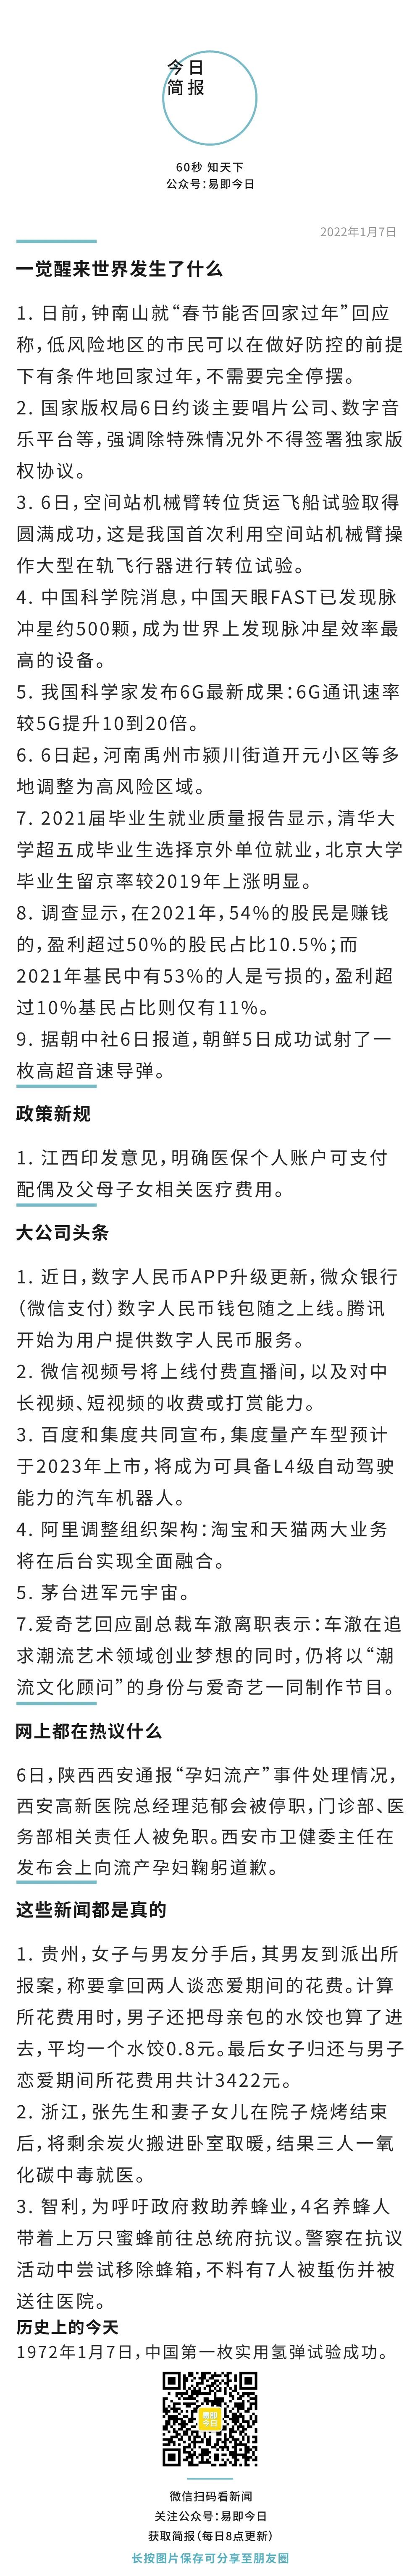 今日
简报
60秒 知天下
公众号：易即今日
2022年1月7日
一觉醒来世界发生了什么
1. 日前，钟南山就“春节能否回家过年”回应
称，低风险地区的市民可以在做好防控的前提
下有条件地回家过年，不需要完全停摆。
2. 国家版权局6日约谈主要唱片公司、数字音
乐平台等，强调除特殊情况外不得签署独家版
权协议。
3. 6日，空间站机械臂转位货运飞船试验取得
圆满成功，这是我国首次利用空间站机械臂操
作大型在轨飞行器进行转位试验。
4. 中国科学院消息，中国天眼FAST已发现脉
冲星约500颗，成为世界上发现脉冲星效率最
高的设备。
5. 我国科学家发布6G最新成果：6G通讯速率
较5G提升10到20倍。
6. 6日起，河南禹州市颍川街道开元小区等多
地调整为高风险区域。
7. 2021届毕业生就业质量报告显示，清华大
学超五成毕业生选择京外单位就业，北京大学
毕业生留京率较2019年上涨明显。
8. 调查显示，在2021年，54%的股民是赚钱
的，盈利超过50%的股民占比10.5%；而
2021年基民中有53%的人是亏损的，盈利超
过10%基民占比则仅有11%。
9. 据朝中社6日报道，朝鲜5日成功试射了一
枚高超音速导弹。
政策新规
1. 江西印发意见，明确医保个人账户可支付
配偶及父母子女相关医疗费用。
大公司头条
1. 近日，数字人民币APP升级更新，微众银行
（微信支付）数字人民币钱包随之上线。腾讯
开始为用户提供数字人民币服务。
2. 微信视频号将上线付费直播间，以及对中
长视频、短视频的收费或打赏能力。
3. 百度和集度共同宣布，集度量产车型预计
于2023年上市，将成为可具备L4级自动驾驶
能力的汽车机器人。
4. 阿里调整组织架构：淘宝和天猫两大业务
将在后台实现全面融合。
5. 茅台进军元宇宙。
7.爱奇艺回应副总裁车澈离职表示：车澈在追
求潮流艺术领域创业梦想的同时，仍将以“潮
流文化顾问”的身份与爱奇艺一同制作节目。
网上都在热议什么
6日，陕西西安通报“孕妇流产”事件处理情况，
西安高新医院总经理范郁会被停职，门诊部、医
务部相关责任人被免职。西安市卫健委主任在
发布会上向流产孕妇鞠躬道歉。
这些新闻都是真的
1. 贵州，女子与男友分手后，其男友到派出所
报案，称要拿回两人谈恋爱期间的花费。计算
所花费用时，男子还把母亲包的水饺也算了进
去，平均一个水饺0.8元。最后女子归还与男子
恋爱期间所花费用共计3422元。
2. 浙江，张先生和妻子女儿在院子烧烤结束
后，将剩余炭火搬进卧室取暖，结果三人一氧
化碳中毒就医。
3. 智利，为呼吁政府救助养蜂业，4名养蜂人
带着上万只蜜蜂前往总统府抗议。警察在抗议
活动中尝试移除蜂箱，不料有7人被蜇伤并被
送往医院。
历史上的今天
1972年1月7日，中国第一枚实用氢弹试验成功。
易即
今日
微信扫码看新闻
关注公众号：易即今日
获取简报（每日8点更新）
长按图片保存可分享至朋友圈